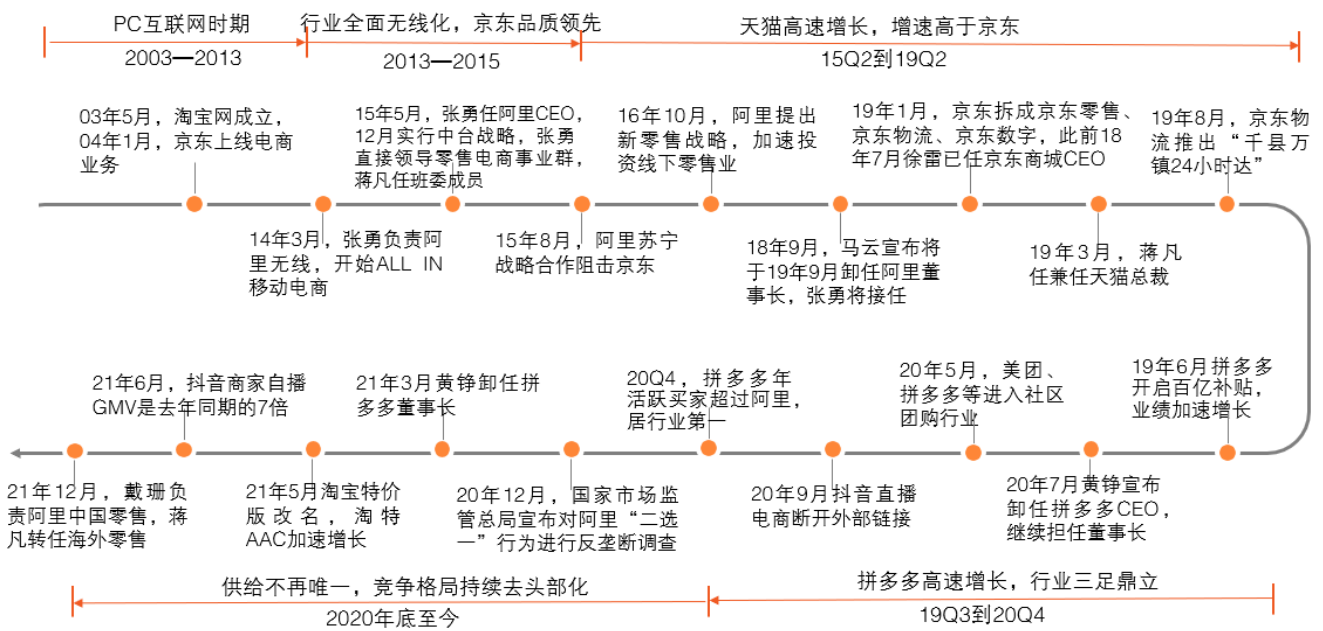 PC互联网时期
2003—2013
行业全面无线化，京东品质领先
2013—2015
天猫高速增长，增速高于京东
15Q2到19Q2
03年5月，淘宝网成立，
04年1月，京东上线电商
业务
15年5月，张勇任阿里CEO，
12月实行中台战略，张勇
直接领导零售电商事业群，
蒋凡任班委成员
16年10月，阿里提出
新零售战略，加速投
资线下零售业
19年1月，京东拆成京东零售、
京东物流、京东数字，此前18
年7月徐雷已任京东商城CEO
19年8月，京东物
流推出“千县万
镇24小时达”
14年3月，张勇负责阿
里无线，开始ALL IN
移动电商
15年8月，阿里苏宁
战略合作阻击京东
18年9月，马云宣布将
于19年9月卸任阿里董
事长，张勇将接任
19年3月，蒋凡
任兼任天猫总裁
21年6月，抖音商家自播
GMV是去年同期的7倍
21年3月黄铮卸任拼
多多董事长
20Q4，拼多多年
活跃买家超过阿里，
居行业第一
20年5月，美团、
拼多多等进入社区
团购行业
19年6月拼多多
开启百亿补贴，
业绩加速增长
21年12月，戴珊负
责阿里中国零售，蒋
凡转任海外零售
21年5月淘宝特价
版改名，淘特
AAC加速增长
20年12月，国家市场监
管总局宣布对阿里“二选
一”行为进行反垄断调查
20年9月抖音直播
电商断开外部链接
20年7月黄铮宣布
卸任拼多多CEO，
继续担任董事长
供给不再唯一，竞争格局持续去头部化
2020年底至今
拼多多高速增长，行业三足鼎立
19Q3到20Q4